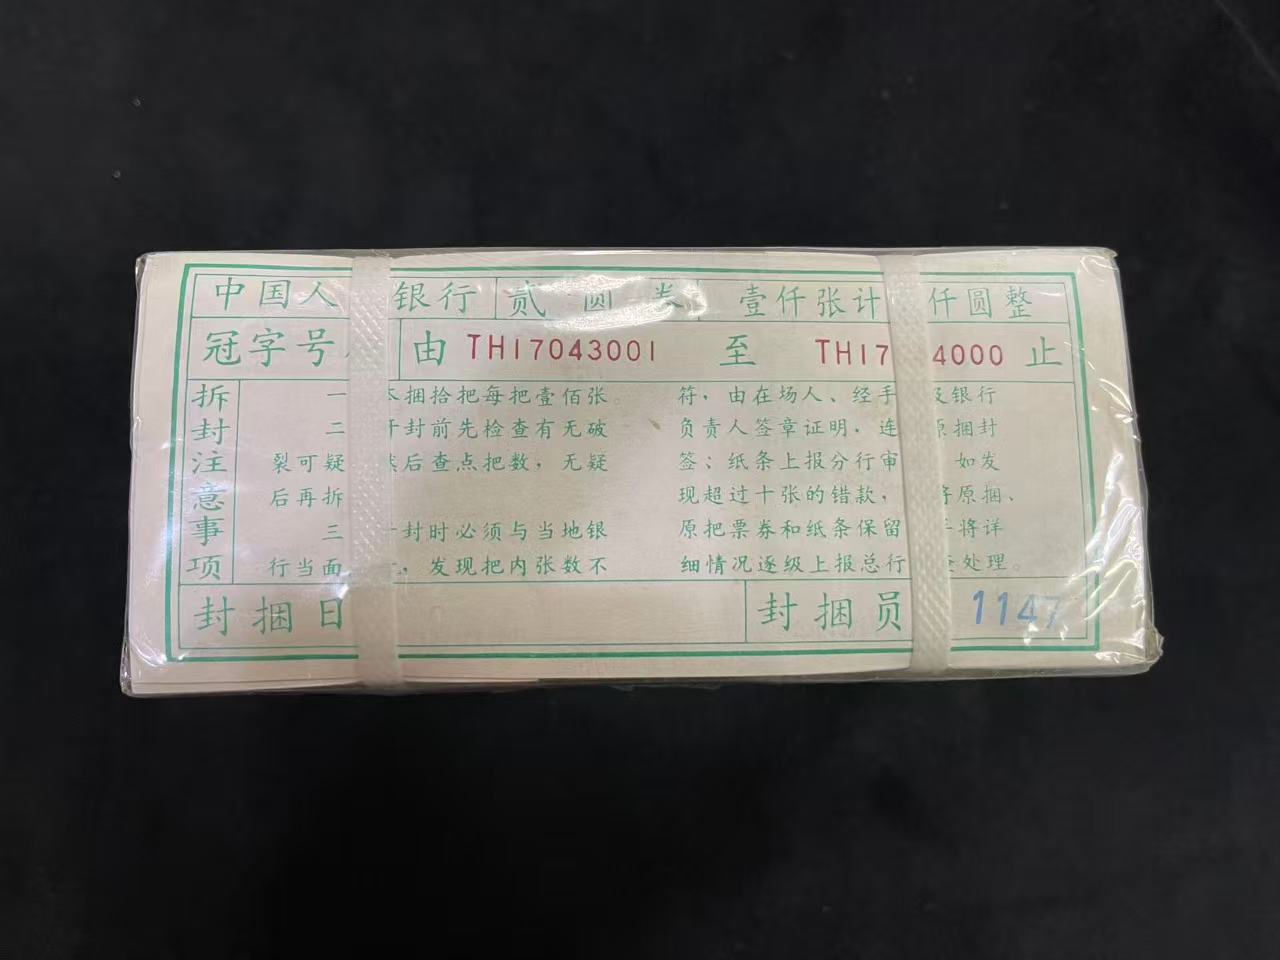 中国人 银行 贰圆券 壹仟张计 仟圆整
冠字号 由 TH17043001 至 TH17 4000 止
拆封注意事项
一 本捆拾把每把壹佰张。
二 开封前先检查有无破
裂可疑 然后查点把数，无疑
后再拆
三 封时必须与当地银
行当面 ，发现把内张数不
符，由在场人、经手 及银行
负责人签章证明，连 原捆封
签；纸条上报分行审 如发
现超过十张的错款， 将原捆、
原把票券和纸条保留 将详
细情况逐级上报总行 处理。
封捆日
封捆员 1147